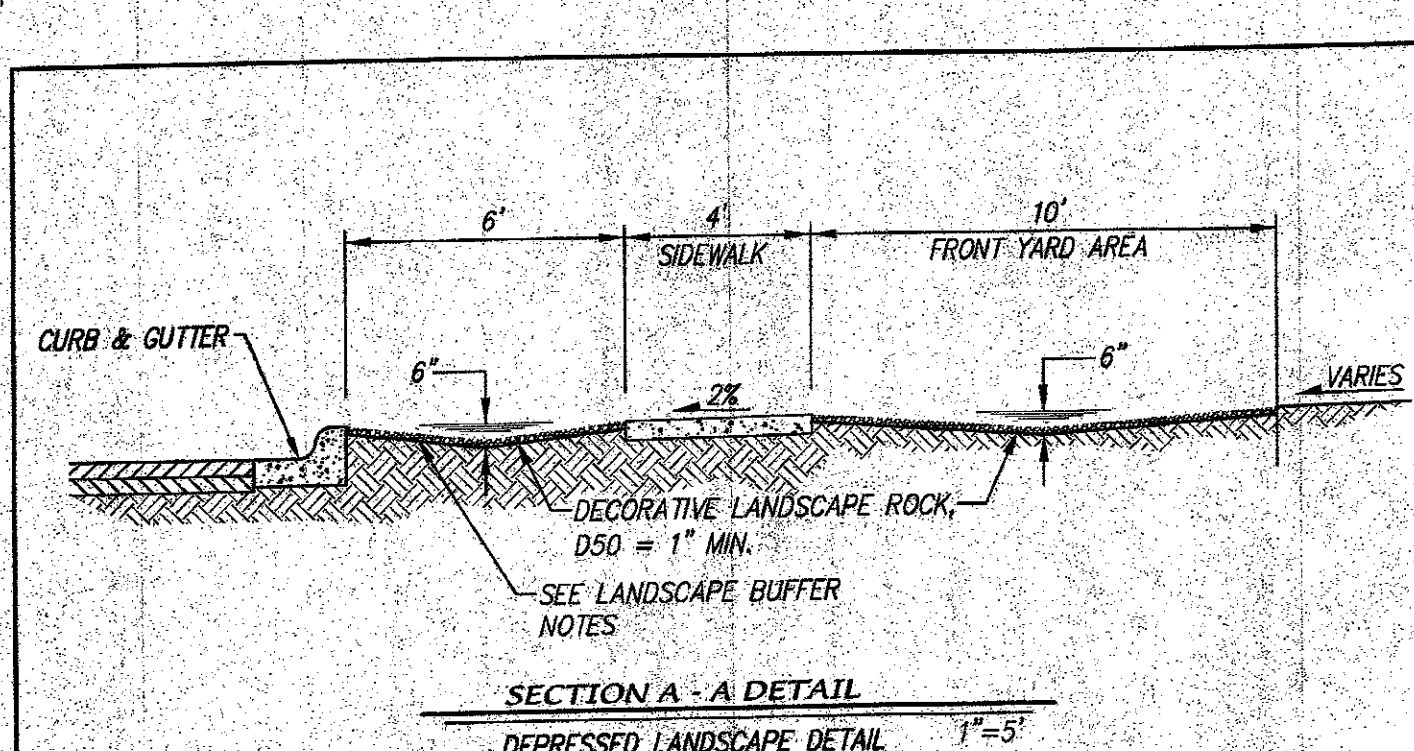 6'
4'
10'
SIDEWALK
FRONT YARD AREA
CURB & GUTTER
6"
2%
6"
VARIES
DECORATIVE LANDSCAPE ROCK,
D50 = 1" MIN.
SEE LANDSCAPE BUFFER
NOTES
SECTION A - A DETAIL
DEPRESSED LANDSCAPE DETAIL 1"=5'